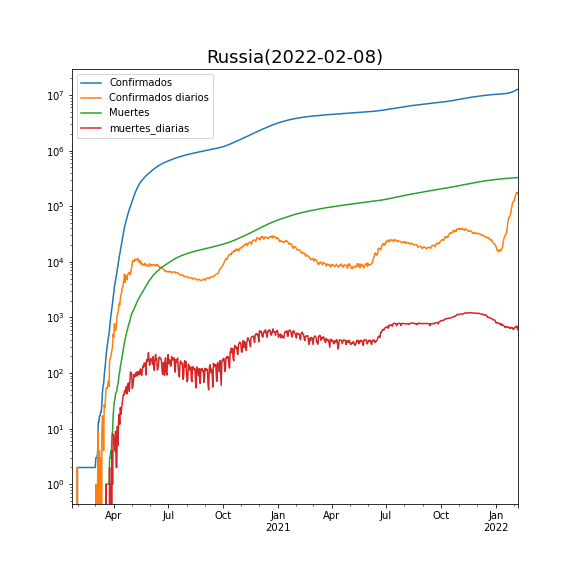 Russia(2022-02-08)
Confirmados
Confirmados diarios
Muertes
muertes_diarias
10⁷
10⁶
10⁵
10⁴
10³
10²
10¹
10⁰
Apr Jul Oct Jan Apr Jul Oct Jan
2021 2022